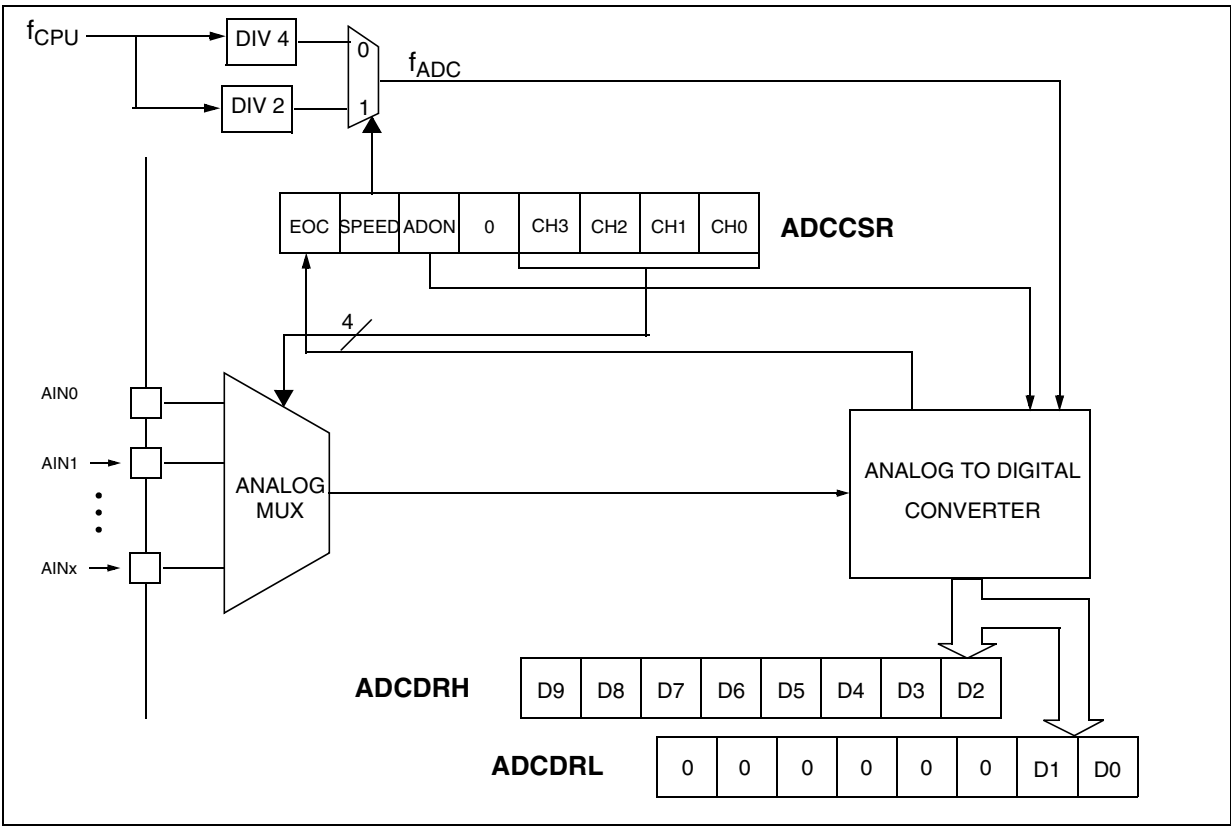 fCPU
DIV 4
0
fADC
DIV 2
1
EOC SPEED ADON 0 CH3 CH2 CH1 CH0 ADCCSR
4
AIN0
AIN1
AINx
ANALOG
MUX
ANALOG TO DIGITAL
CONVERTER
ADCDRH D9 D8 D7 D6 D5 D4 D3 D2
ADCDRL 0 0 0 0 0 0 D1 D0